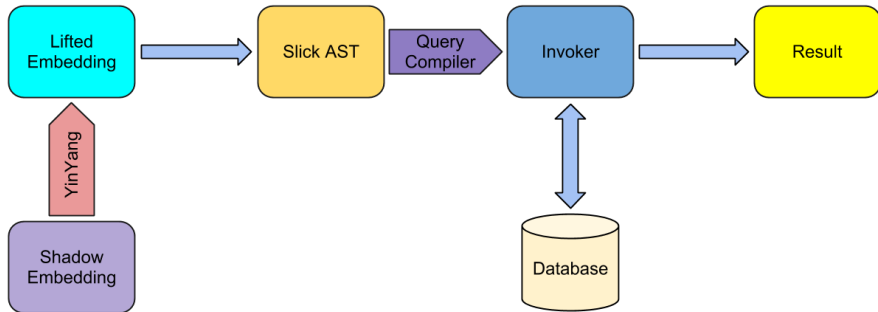 Lifted
Embedding
Slick AST
Query
Compiler
Invoker
Result
YinYang
Shadow
Embedding
Database